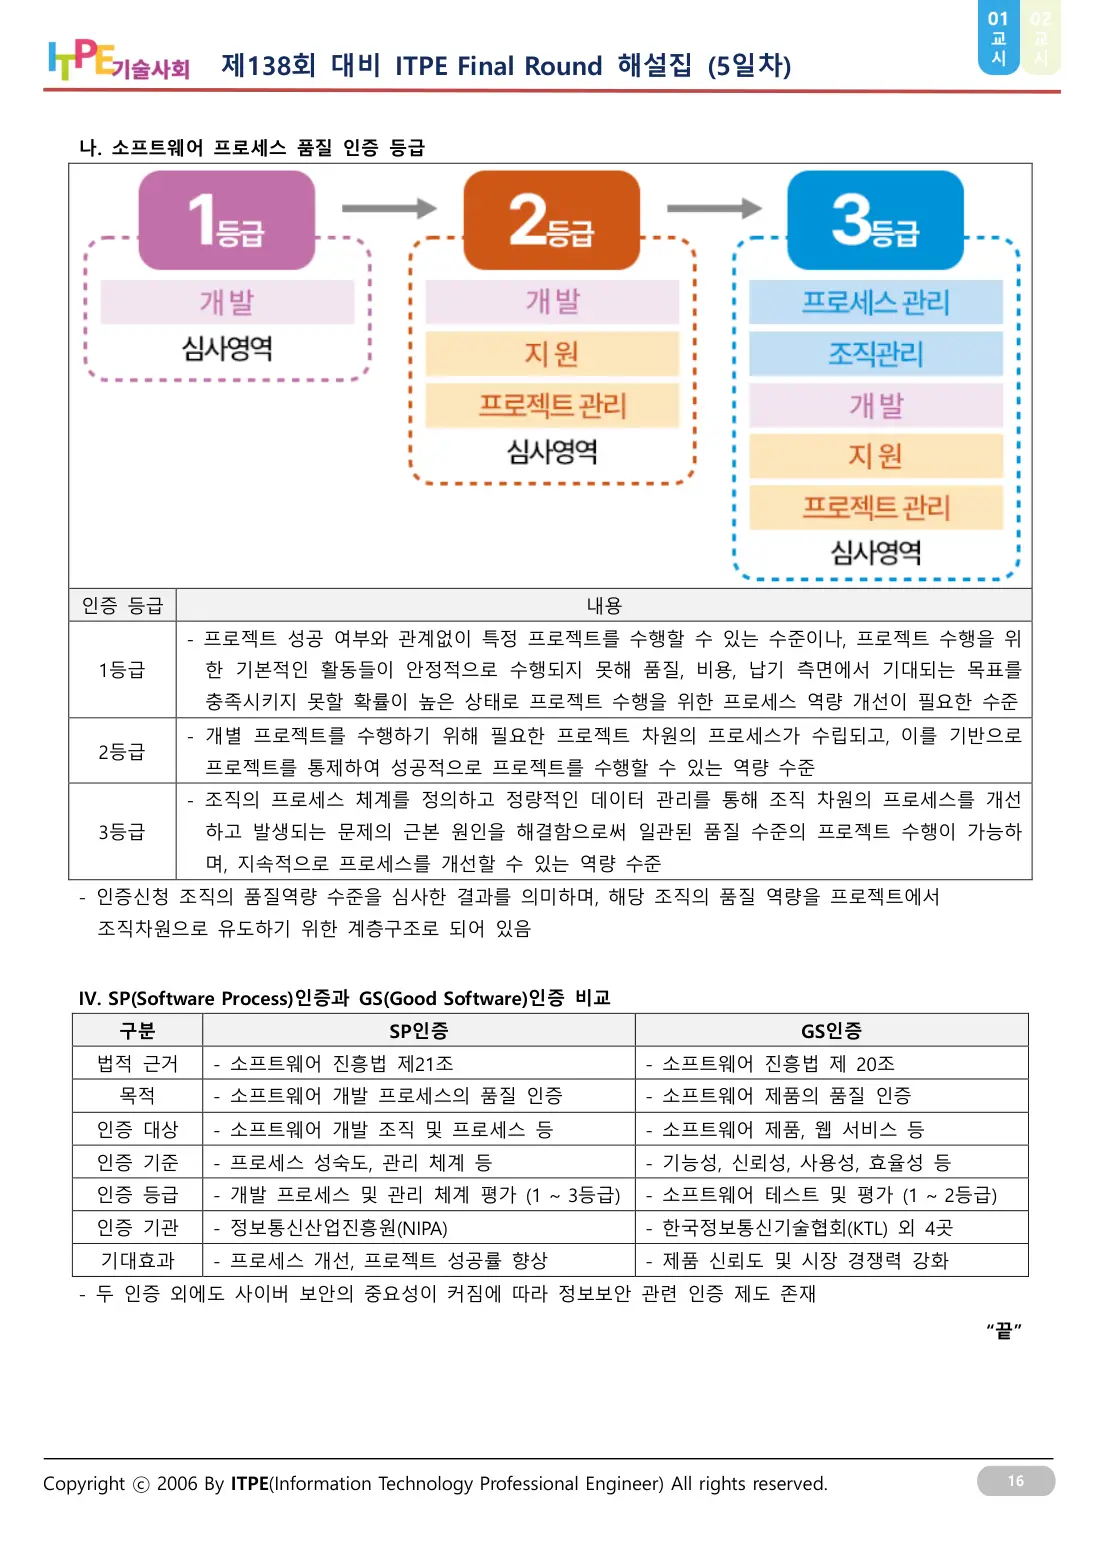 ITPE기술사회 제138회 대비 ITPE Final Round 해설집 (5일차)
01 교시
02 교시
나. 소프트웨어 프로세스 품질 인증 등급
1등급
개발
심사영역
2등급
개발
지원
프로젝트 관리
심사영역
3등급
프로세스 관리
조직관리
개발
지원
프로젝트 관리
심사영역
인증 등급 내용
1등급
- 프로젝트 성공 여부와 관계없이 특정 프로젝트를 수행할 수 있는 수준이나, 프로젝트 수행을 위
한 기본적인 활동들이 안정적으로 수행되지 못해 품질, 비용, 납기 측면에서 기대되는 목표를
충족시키지 못할 확률이 높은 상태로 프로젝트 수행을 위한 프로세스 역량 개선이 필요한 수준
2등급
- 개별 프로젝트를 수행하기 위해 필요한 프로젝트 차원의 프로세스가 수립되고, 이를 기반으로
프로젝트를 통제하여 성공적으로 프로젝트를 수행할 수 있는 역량 수준
3등급
- 조직의 프로세스 체계를 정의하고 정량적인 데이터 관리를 통해 조직 차원의 프로세스를 개선
하고 발생되는 문제의 근본 원인을 해결함으로써 일관된 품질 수준의 프로젝트 수행이 가능하
며, 지속적으로 프로세스를 개선할 수 있는 역량 수준
- 인증신청 조직의 품질역량 수준을 심사한 결과를 의미하며, 해당 조직의 품질 역량을 프로젝트에서
조직차원으로 유도하기 위한 계층구조로 되어 있음
IV. SP(Software Process)인증과 GS(Good Software)인증 비교
구분 SP인증 GS인증
법적 근거 - 소프트웨어 진흥법 제21조 - 소프트웨어 진흥법 제 20조
목적 - 소프트웨어 개발 프로세스의 품질 인증 - 소프트웨어 제품의 품질 인증
인증 대상 - 소프트웨어 개발 조직 및 프로세스 등 - 소프트웨어 제품, 웹 서비스 등
인증 기준 - 프로세스 성숙도, 관리 체계 등 - 기능성, 신뢰성, 사용성, 효율성 등
인증 등급 - 개발 프로세스 및 관리 체계 평가 (1 ~ 3등급) - 소프트웨어 테스트 및 평가 (1 ~ 2등급)
인증 기관 - 정보통신산업진흥원(NIPA) - 한국정보통신기술협회(KTL) 외 4곳
기대효과 - 프로세스 개선, 프로젝트 성공률 향상 - 제품 신뢰도 및 시장 경쟁력 강화
- 두 인증 외에도 사이버 보안의 중요성이 커짐에 따라 정보보안 관련 인증 제도 존재
“끝”
Copyright ⓒ 2006 By ITPE(Information Technology Professional Engineer) All rights reserved.
16